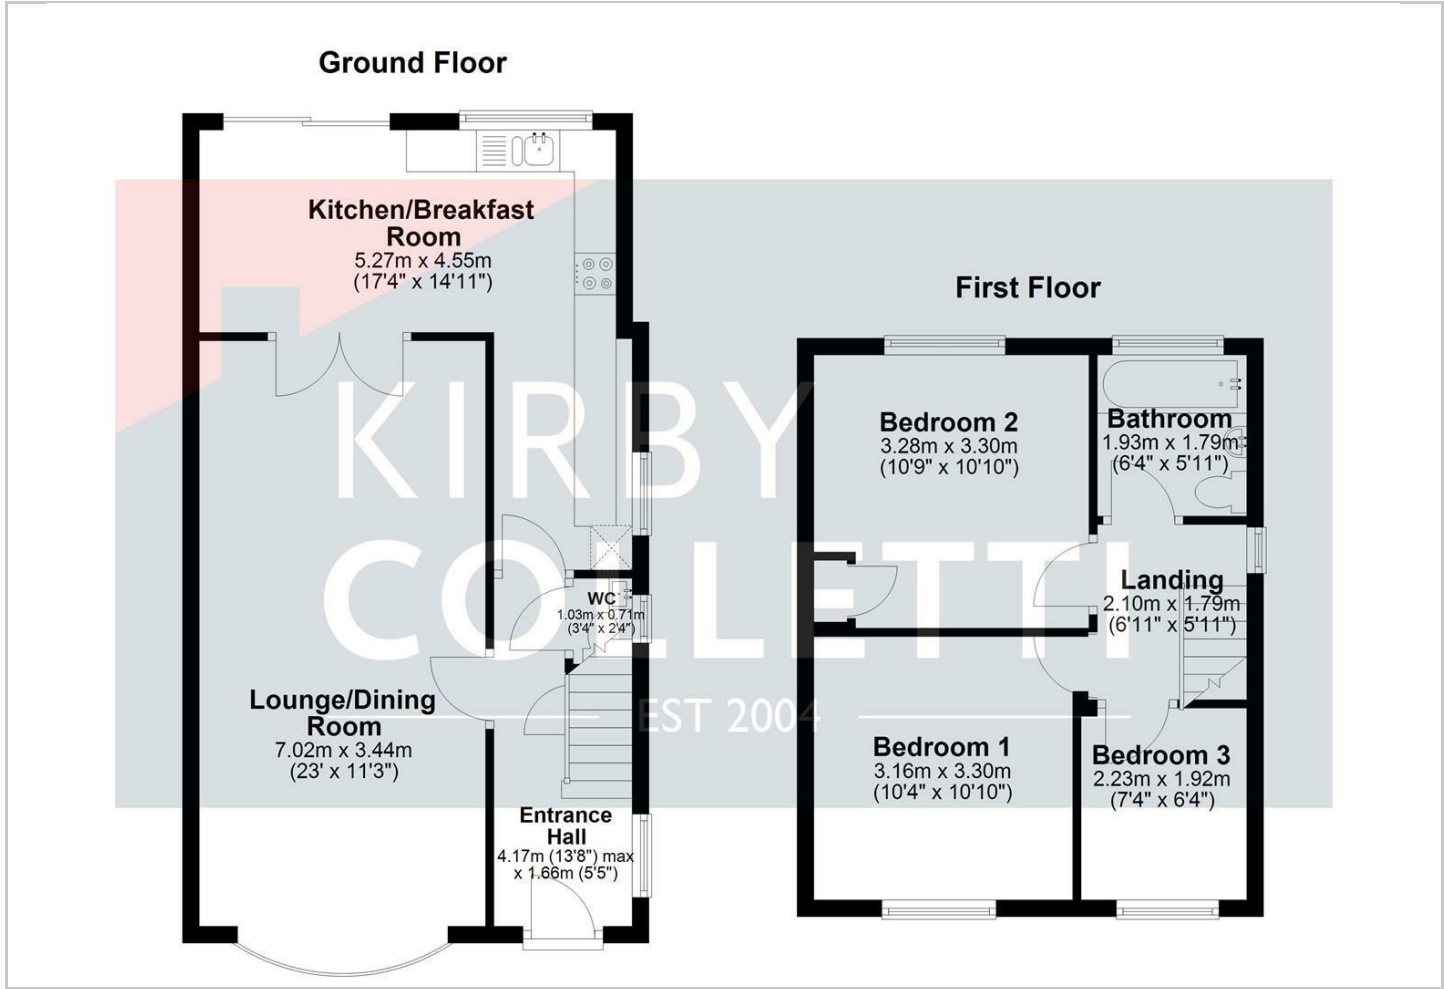 Ground Floor
Kitchen/Breakfast
Room
5.27m x 4.55m
(17'4" x 14'11")
Lounge/Dining
Room
7.02m x 3.44m
(23' x 11'3")
WC
1.03m x 0.71m
(3'4" x 2'4")
Entrance
Hall
4.17m (13'8") max
x 1.66m (5'5")
First Floor
Bedroom 2
3.28m x 3.30m
(10'9" x 10'10")
Bathroom
1.93m x 1.79m
(6'4" x 5'11")
Landing
2.10m x 1.79m
(6'11" x 5'11")
Bedroom 1
3.16m x 3.30m
(10'4" x 10'10")
Bedroom 3
2.23m x 1.92m
(7'4" x 6'4")
KIRBY
COLLETTI
EST 2004